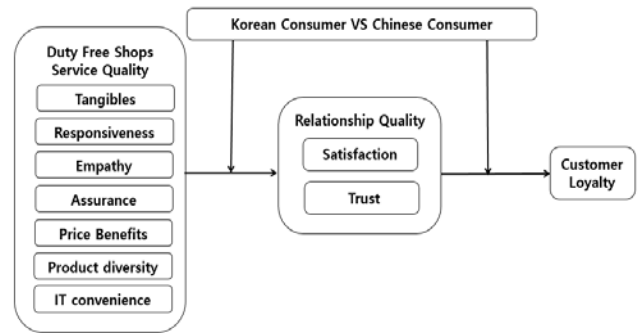 Korean Consumer VS Chinese Consumer
Duty Free Shops
Service Quality
Tangibles
Responsiveness
Empathy
Assurance
Price Benefits
Product diversity
IT convenience
Relationship Quality
Satisfaction
Trust
Customer
Loyalty